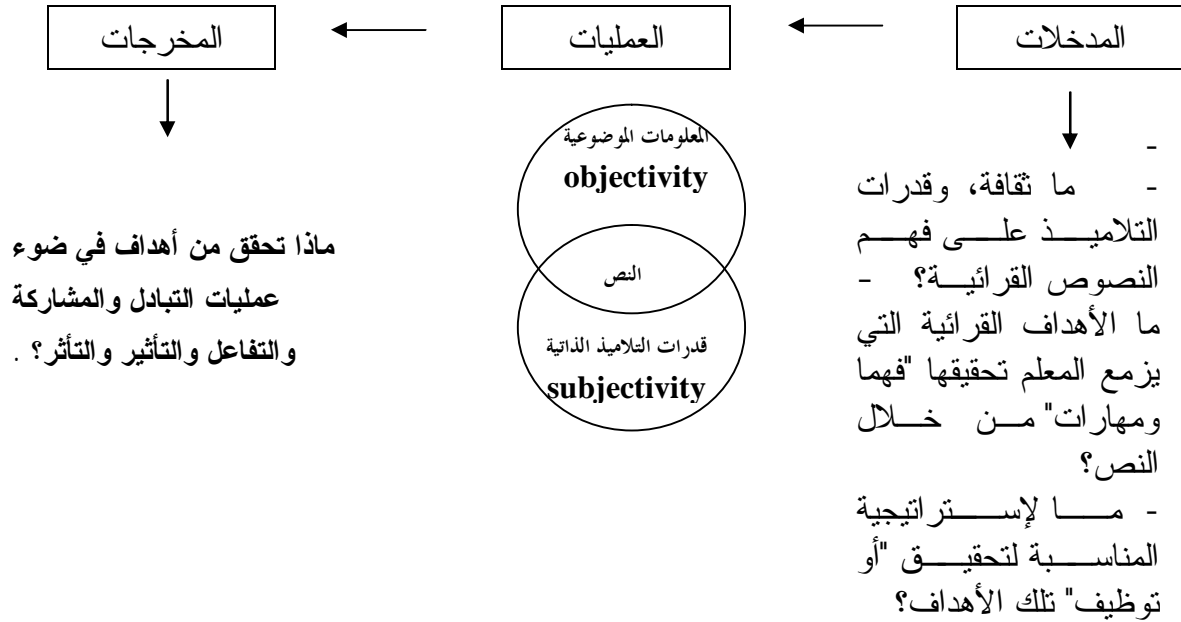 المدخلات
العمليات
المخرجات
-
- ما ثقافة، وقدرات
التلاميذ على فهم
النصوص القرائية؟ -
ما الأهداف القرائية التي
يزمع المعلم تحقيقها "فهما
ومهارات" من خلال
النص؟
- ما لإستراتيجية
المناسبة لتحقيق "أو
توظيف" تلك الأهداف؟
المعلومات الموضوعية
objectivity
النص
قدرات التلاميذ الذاتية
subjectivity
ماذا تحقق من أهداف في ضوء
عمليات التبادل والمشاركة
والتفاعل والتأثير والتأثر؟ .